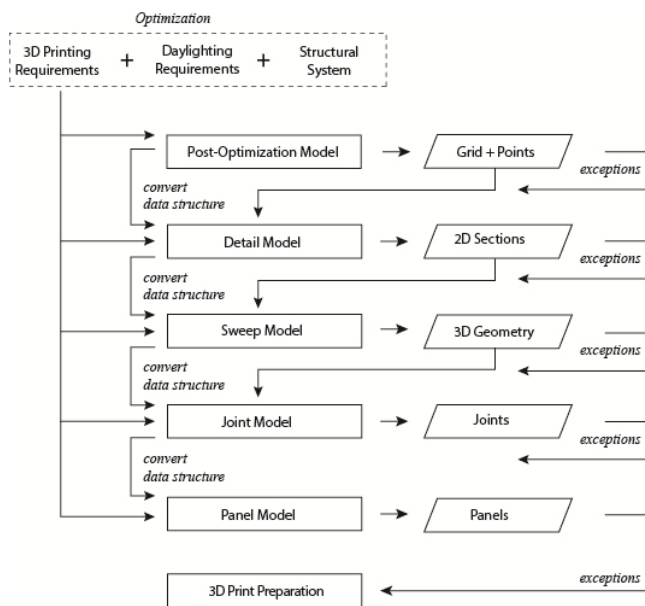 Optimization
3D Printing
Requirements
+
Daylighting
Requirements
+
Structural
System
Post-Optimization Model
Grid + Points
exceptions
convert
data structure
Detail Model
2D Sections
exceptions
convert
data structure
Sweep Model
3D Geometry
exceptions
convert
data structure
Joint Model
Joints
exceptions
convert
data structure
Panel Model
Panels
exceptions
3D Print Preparation